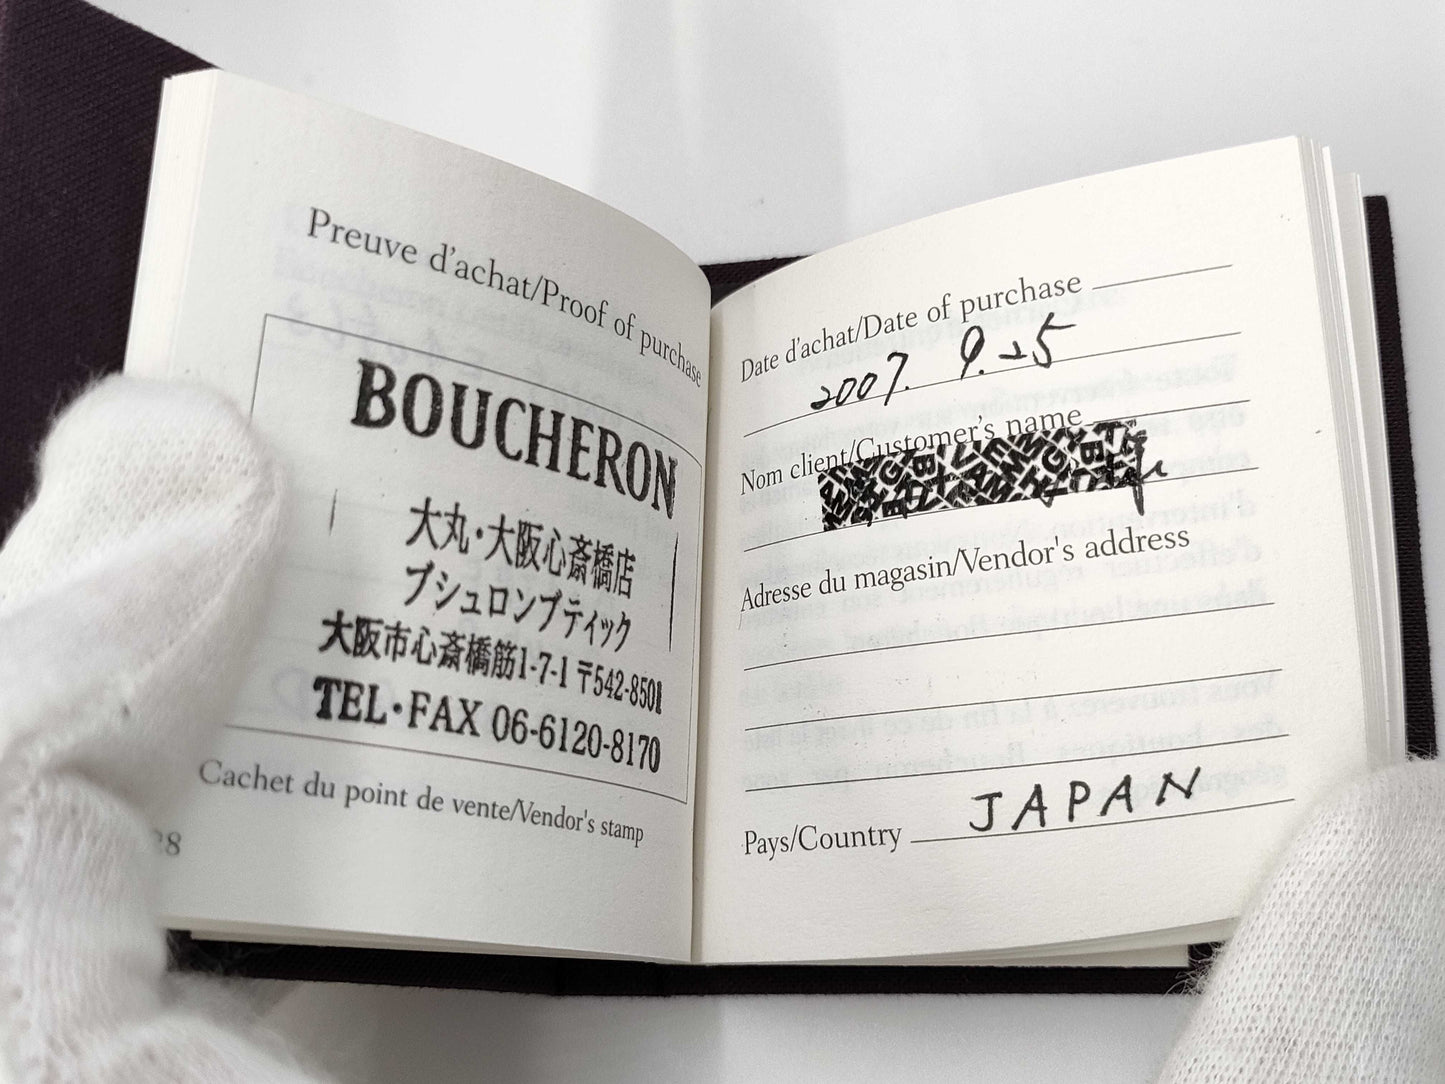 Preuve d'achat/Proof of purchase
BOUCHERON
大丸・大阪心斎橋店
ブシュロンブティック
大阪市心斎橋筋1-7-1 〒542-8501
TEL・FAX 06-6120-8170
Cachet du point de vente/Vendor's stamp
Date d'achat/Date of purchase
2007. 9. 25
Nom client/Customer's name
Adresse du magasin/Vendor's address
Pays/Country JAPAN